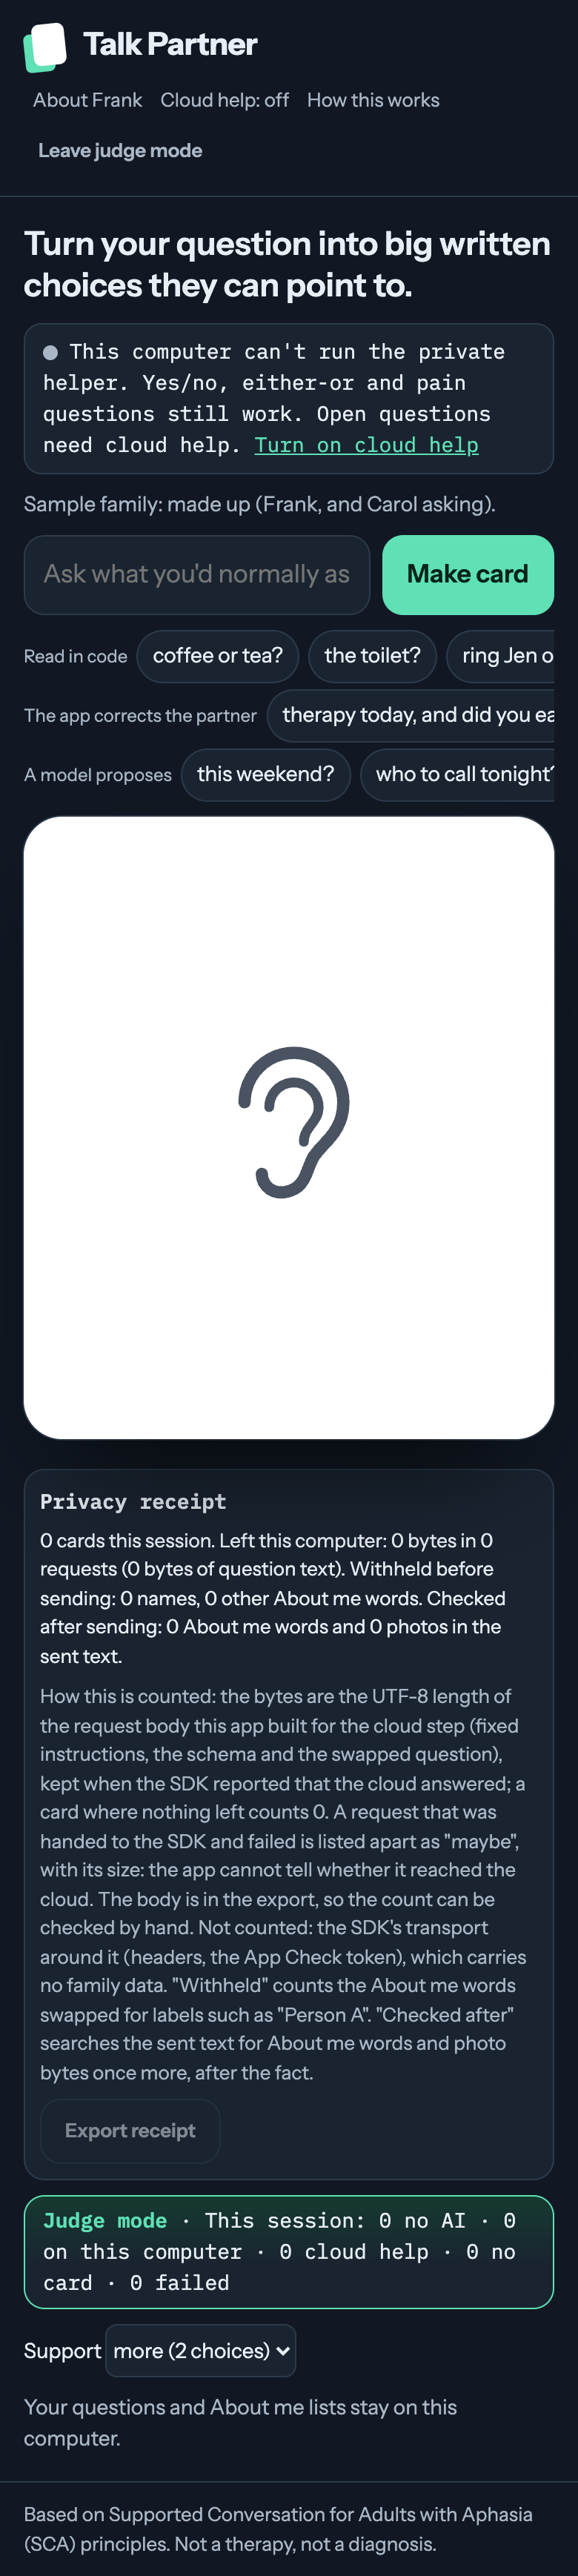 Talk Partner
About Frank Cloud help: off How this works
Leave judge mode
Turn your question into big written
choices they can point to.
This computer can't run the private
helper. Yes/no, either-or and pain
questions still work. Open questions
need cloud help. Turn on cloud help
Sample family: made up (Frank, and Carol asking).
Ask what you'd normally as Make card
Read in code coffee or tea? the toilet? ring Jen o
The app corrects the partner therapy today, and did you ea
A model proposes this weekend? who to call tonight?
Privacy receipt
0 cards this session. Left this computer: 0 bytes in 0
requests (0 bytes of question text). Withheld before
sending: 0 names, 0 other About me words. Checked
after sending: 0 About me words and 0 photos in the
sent text.
How this is counted: the bytes are the UTF-8 length of
the request body this app built for the cloud step (fixed
instructions, the schema and the swapped question),
kept when the SDK reported that the cloud answered; a
card where nothing left counts 0. A request that was
handed to the SDK and failed is listed apart as "maybe",
with its size: the app cannot tell whether it reached the
cloud. The body is in the export, so the count can be
checked by hand. Not counted: the SDK's transport
around it (headers, the App Check token), which carries
no family data. "Withheld" counts the About me words
swapped for labels such as "Person A". "Checked after"
searches the sent text for About me words and photo
bytes once more, after the fact.
Export receipt
Judge mode · This session: 0 no AI · 0
on this computer · 0 cloud help · 0 no
card · 0 failed
Support more (2 choices)
Your questions and About me lists stay on this
computer.
Based on Supported Conversation for Adults with Aphasia
(SCA) principles. Not a therapy, not a diagnosis.